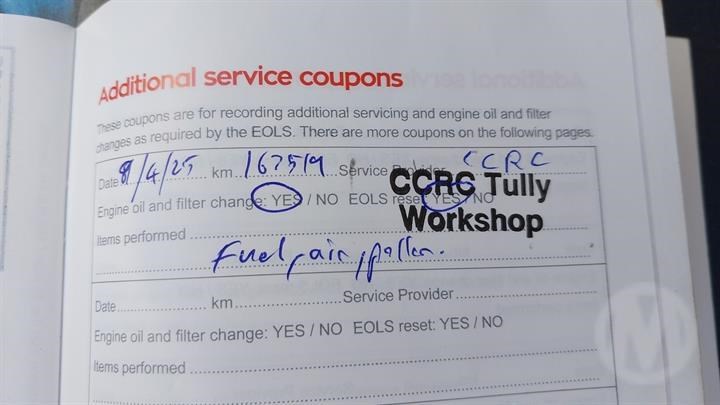 Additional service coupons
These coupons are for recording additional servicing and engine oil and filter
changes as required by the EOLS. There are more coupons on the following pages.
Date 9/4/25 km 167519 Service Provider CCRC
CCRC Tully
Engine oil and filter change: YES / NO EOLS reset: YES / NO
Workshop
Items performed
Fuel, air, pollen.
Date km Service Provider
Engine oil and filter change: YES / NO EOLS reset: YES / NO
Items performed
M